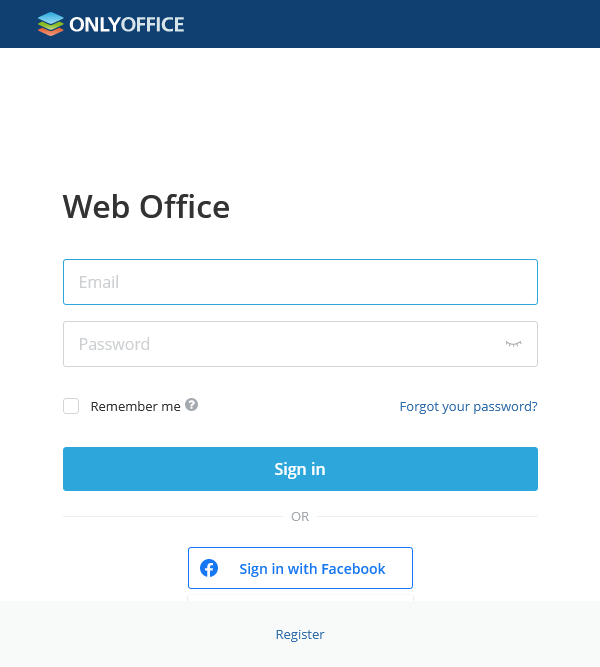 ONLYOFFICE
Web Office
Email
Password
Remember me ?
Forgot your password?
Sign in
OR
Sign in with Facebook
Register